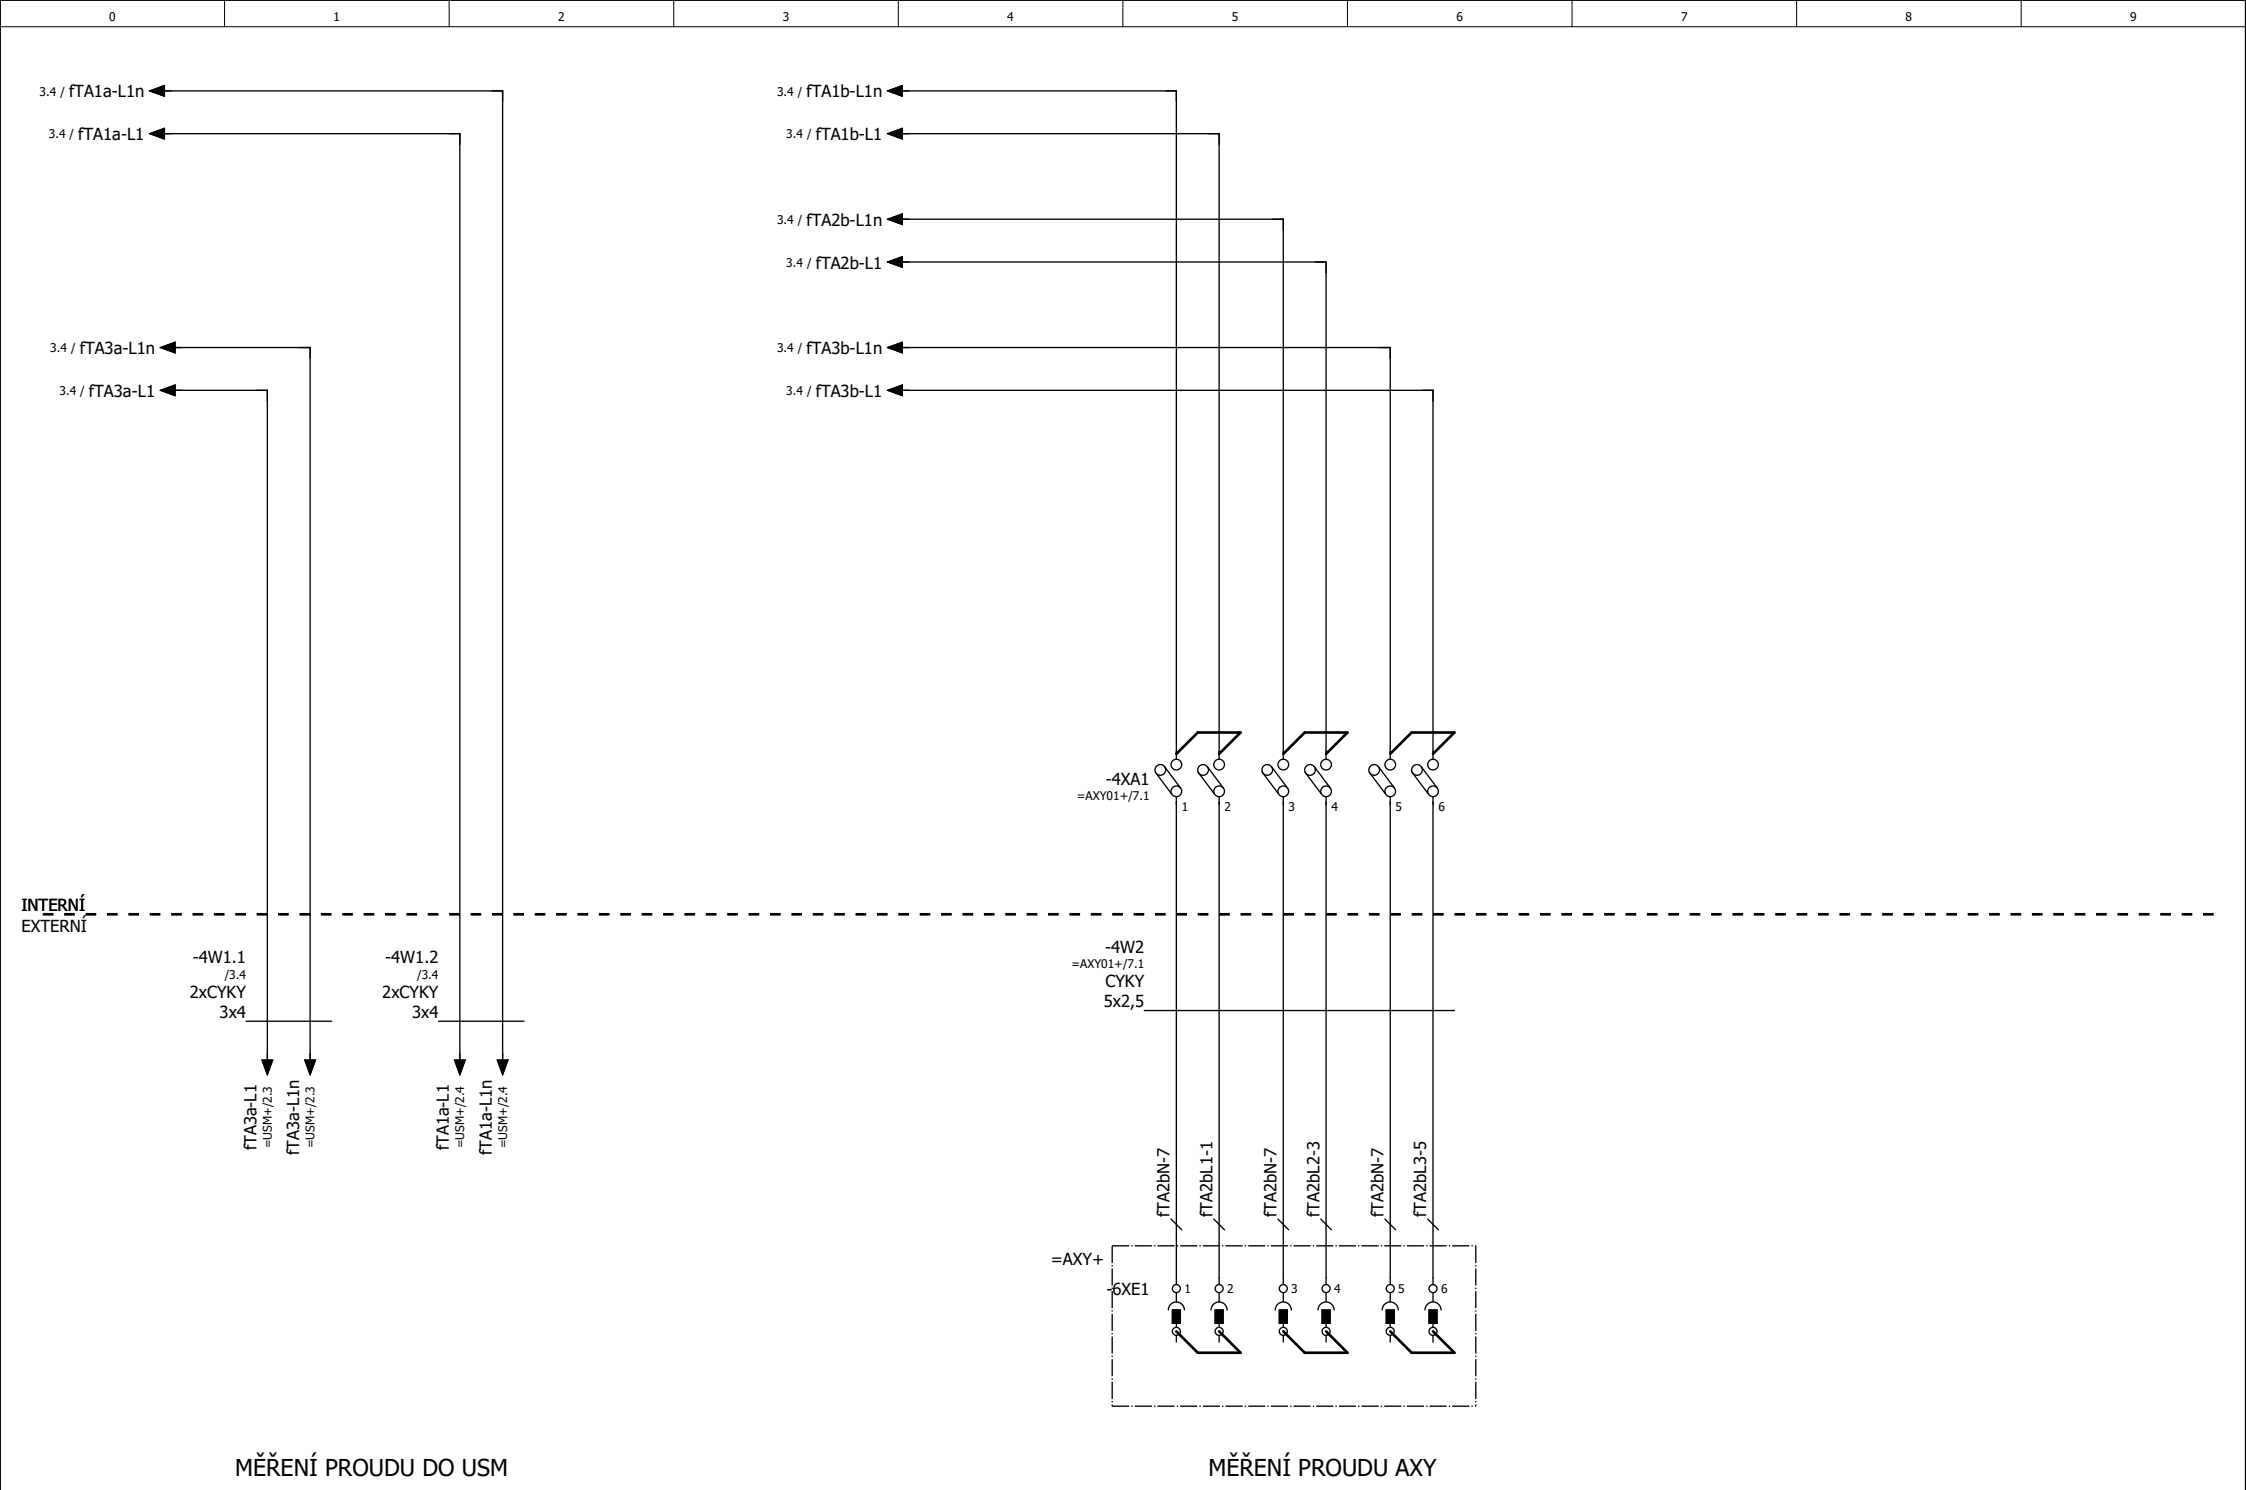 0 1 2 3 4 5 6 7 8 9
3.4 / fTA1a-L1n
3.4 / fTA1a-L1
3.4 / fTA3a-L1n
3.4 / fTA3a-L1
3.4 / fTA1b-L1n
3.4 / fTA1b-L1
3.4 / fTA2b-L1n
3.4 / fTA2b-L1
3.4 / fTA3b-L1n
3.4 / fTA3b-L1
-4XA1
=AXY01+/7.1
1 2 3 4 5 6
INTERNÍ
EXTERNÍ
-4W1.1
/3.4
2xCYKY
3x4
-4W1.2
/3.4
2xCYKY
3x4
-4W2
=AXY01+/7.1
CYKY
5x2,5
fTA3a-L1
=USM+/2.3
fTA3a-L1n
=USM+/2.3
fTA1a-L1
=USM+/2.4
fTA1a-L1n
=USM+/2.4
fTA2bN-7
fTA2bL1-1
fTA2bN-7
fTA2bL2-3
fTA2bN-7
fTA2bL3-5
=AXY+
-6XE1
1 2 3 4 5 6
MĚŘENÍ PROUDU DO USM
MĚŘENÍ PROUDU AXY